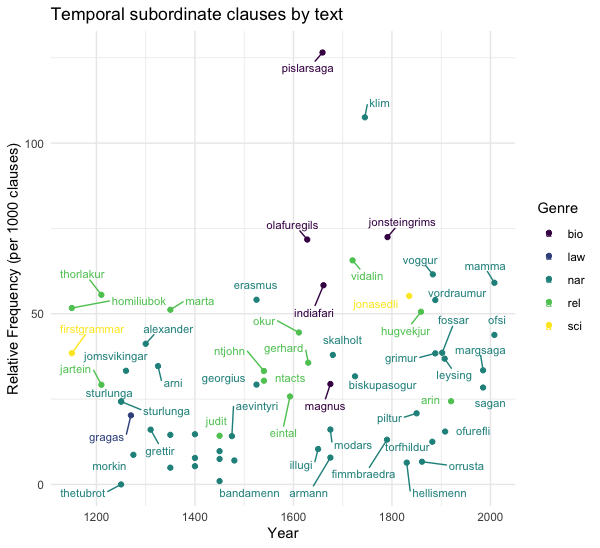 Temporal subordinate clauses by text
pislarsaga
klim
100
olafuregils
jonsteingrims
thorlakur
homiliubok
marta
erasmus
indiafari
vidalin
voggur
mamma
vordraumur
jonasedli
50
firstgrammar
alexander
okur
skalholt
hugvekjur
fossar
ofsi
jartein
jomsvikingar
arni
ntjohn
gerhard
grimur
margsaga
leysing
georgius
ntacts
biskupasogur
sturlunga
sturlunga
aevintyri
magnus
arin
sagan
gragas
judit
eintal
piltur
ofurefli
grettir
modars
torfhildur
morkin
illugi
fimmbraedra
orrusta
thetubrot
bandamenn
armann
hellismenn
0
1200
1400
1600
1800
2000
Year
Relative Frequency (per 1000 clauses)
Genre
bio
law
nar
rel
sci